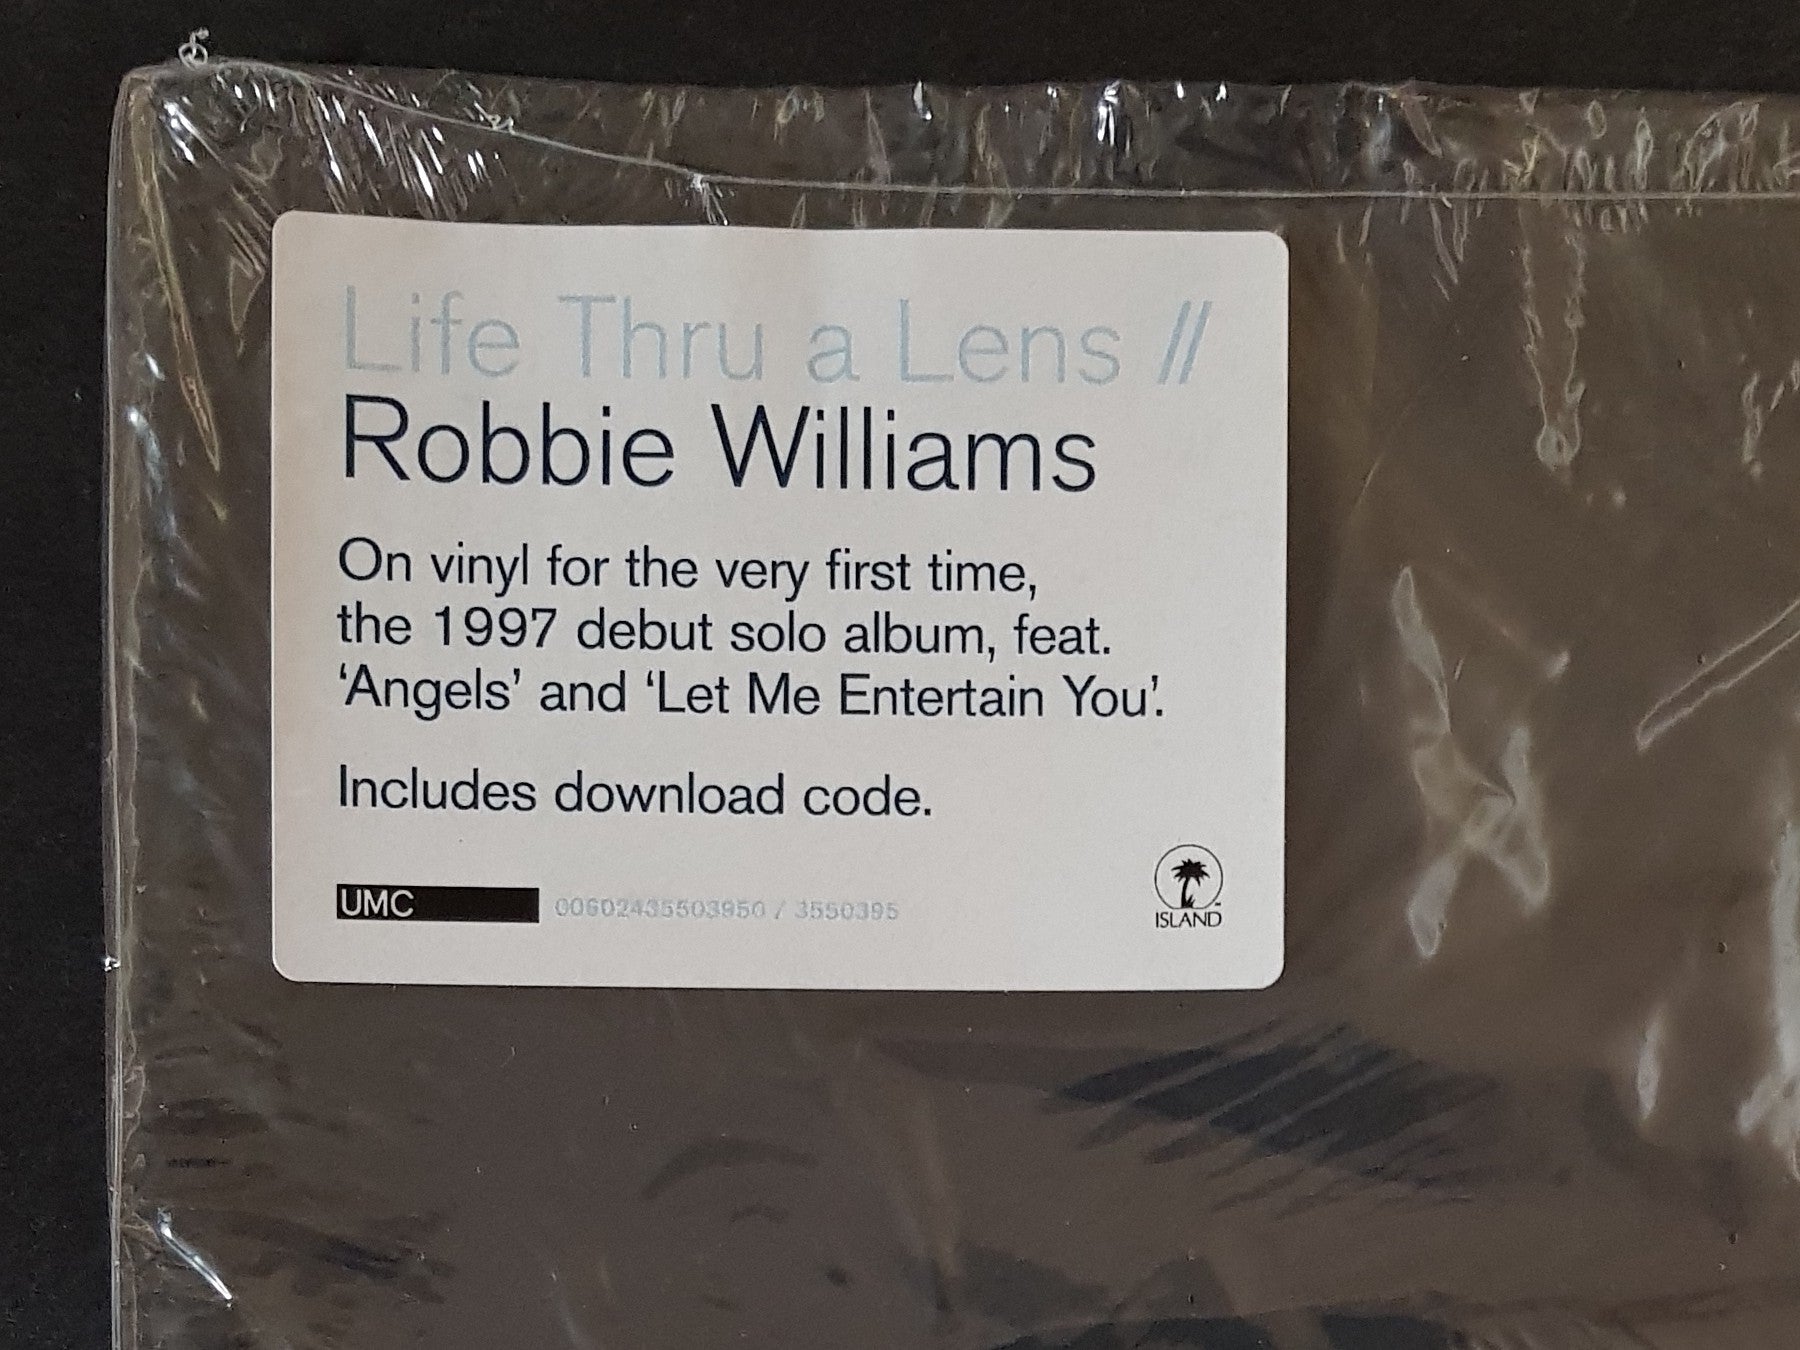 Life Thru a Lens //
Robbie Williams
On vinyl for the very first time,
the 1997 debut solo album, feat.
‘Angels’ and ‘Let Me Entertain You’.
Includes download code.
UMC
00602435503950 / 3550395
ISLAND